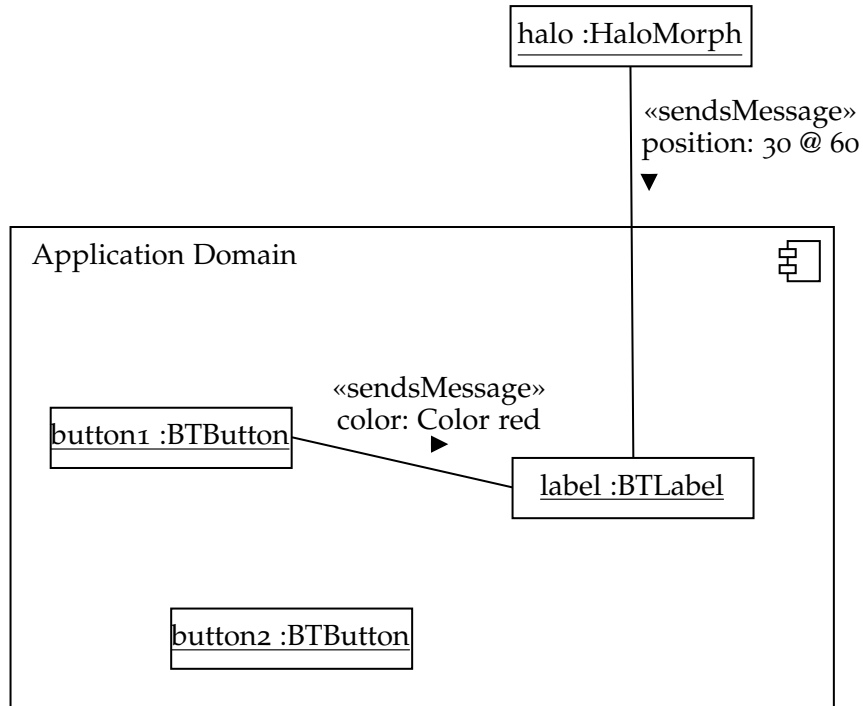 halo :HaloMorph
«sendsMessage»
position: 30 @ 60
Application Domain
«sendsMessage»
color: Color red
button1 :BTButton
label :BTLabel
button2 :BTButton